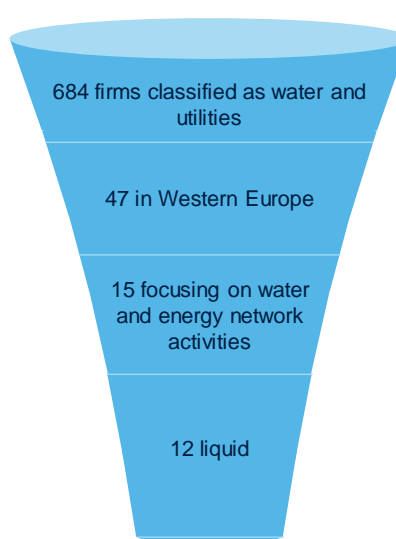 684 firms classified as water and
utilities
47 in Western Europe
15 focusing on water
and energy network
activities
12 liquid